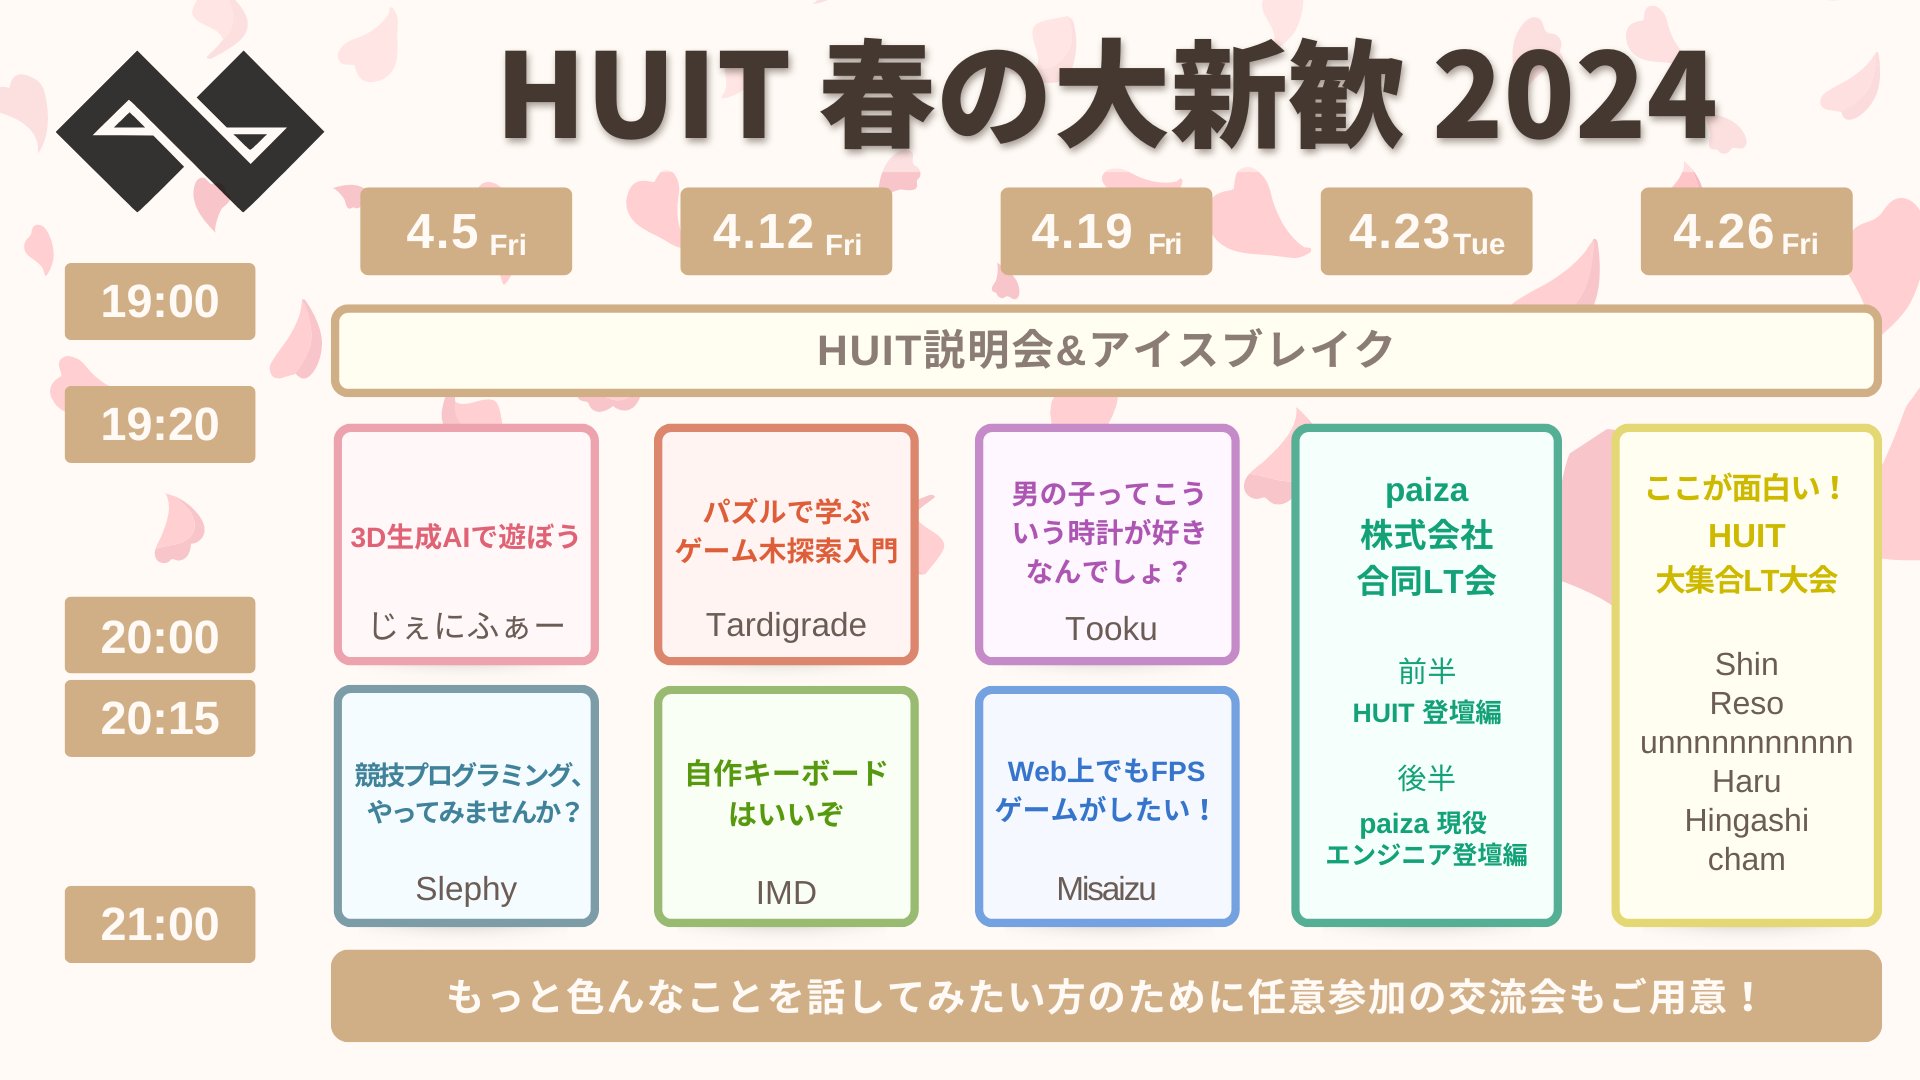 HUIT 春の大新歓 2024
4.5 Fri
4.12 Fri
4.19 Fri
4.23 Tue
4.26 Fri
19:00
HUIT説明会&アイスブレイク
19:20
3D生成AIで遊ぼう
じぇにふぁー
パズルで学ぶ
ゲーム木探索入門
Tardigrade
男の子ってこう
いう時計が好き
なんでしょ？
Tooku
paiza
株式会社
合同LT会
前半
HUIT 登壇編
後半
paiza 現役
エンジニア登壇編
ここが面白い！
HUIT
大集合LT大会
Shin
Reso
unnnnnnnnnnn
Haru
Hingashi
cham
20:00
20:15
競技プログラミング、
やってみませんか？
Slephy
自作キーボード
はいいぞ
IMD
Web上でもFPS
ゲームがしたい！
Misaizu
21:00
もっと色んなことを話してみたい方のために任意参加の交流会もご用意！